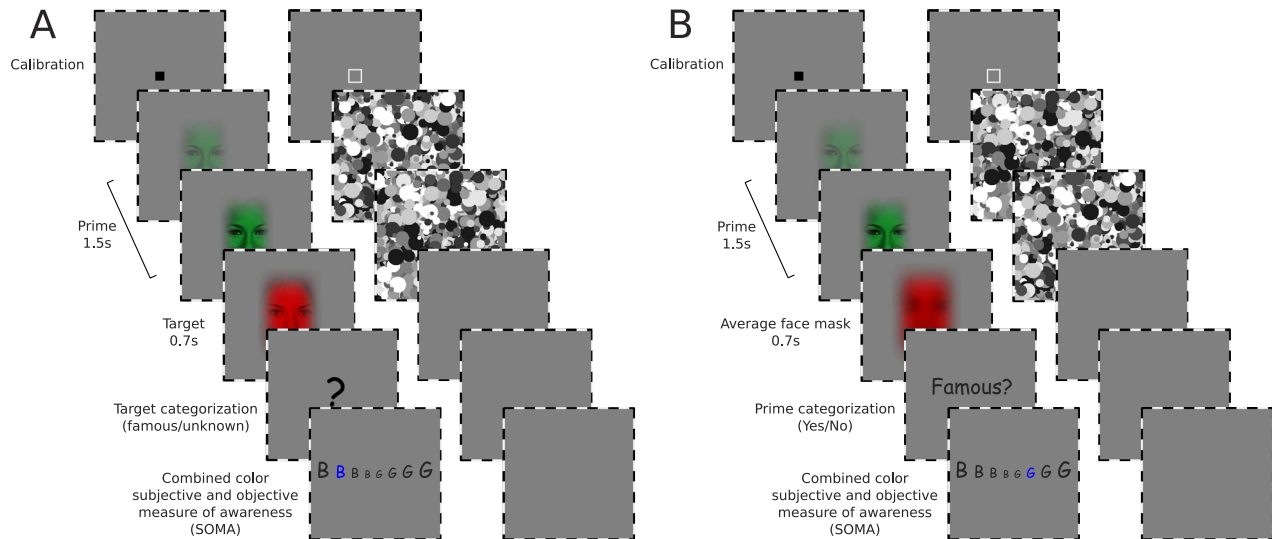 A
Calibration
Prime
1.5s
Target
0.7s
?
Target categorization
(famous/unknown)
B B B B G G G G
Combined color
subjective and objective
measure of awareness
(SOMA)
B
Calibration
Prime
1.5s
Average face mask
0.7s
Famous?
Prime categorization
(Yes/No)
B B B B G G G G
Combined color
subjective and objective
measure of awareness
(SOMA)